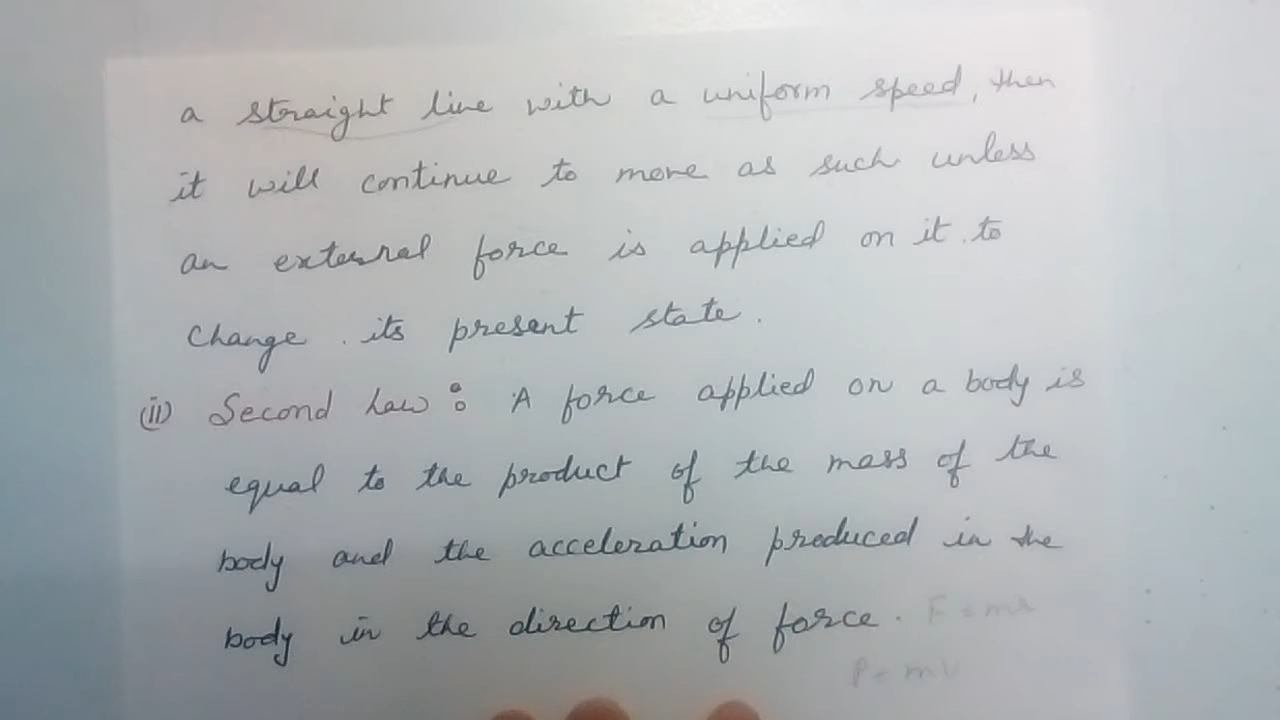 a straight line with a uniform speed, then
it will continue to move as such unless
an external force is applied on it to
change its present state.
(ii) Second Law : A force applied on a body is
equal to the product of the mass of the
body and the acceleration produced in the
body in the direction of force. F = ma
P = mv